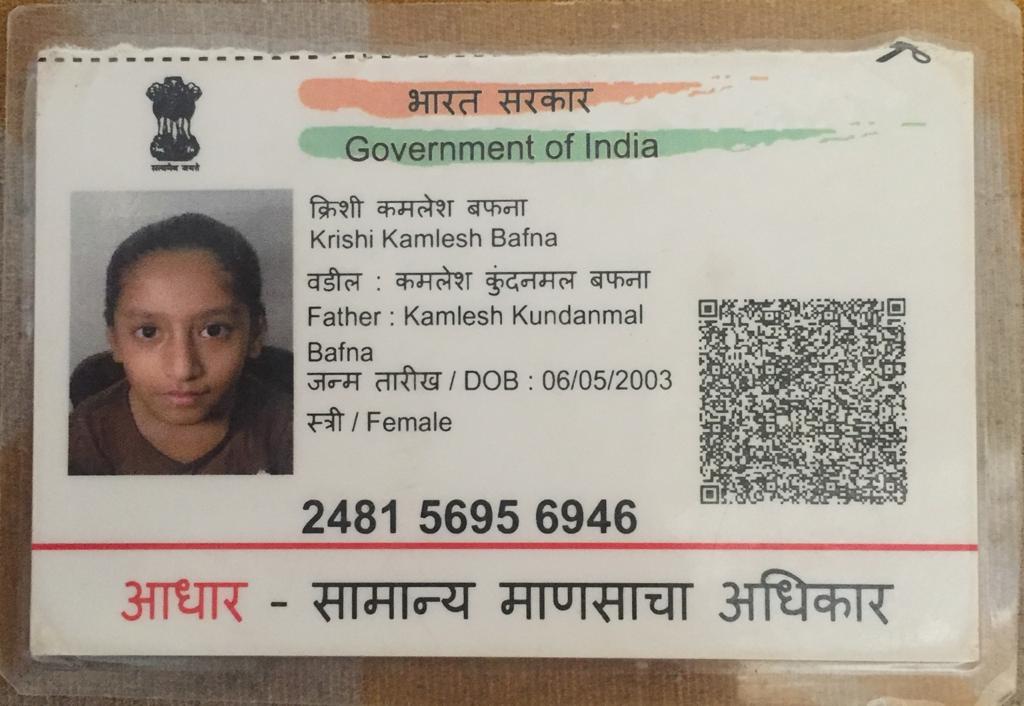 भारत सरकार
Government of India
सत्यमेव जयते
क्रिशी कमलेश बफना
Krishi Kamlesh Bafna
वडील : कमलेश कुंदनमल बफना
Father : Kamlesh Kundanmal
Bafna
जन्म तारीख / DOB : 06/05/2003
स्त्री / Female
2481 5695 6946
आधार - सामान्य माणसाचा अधिकार